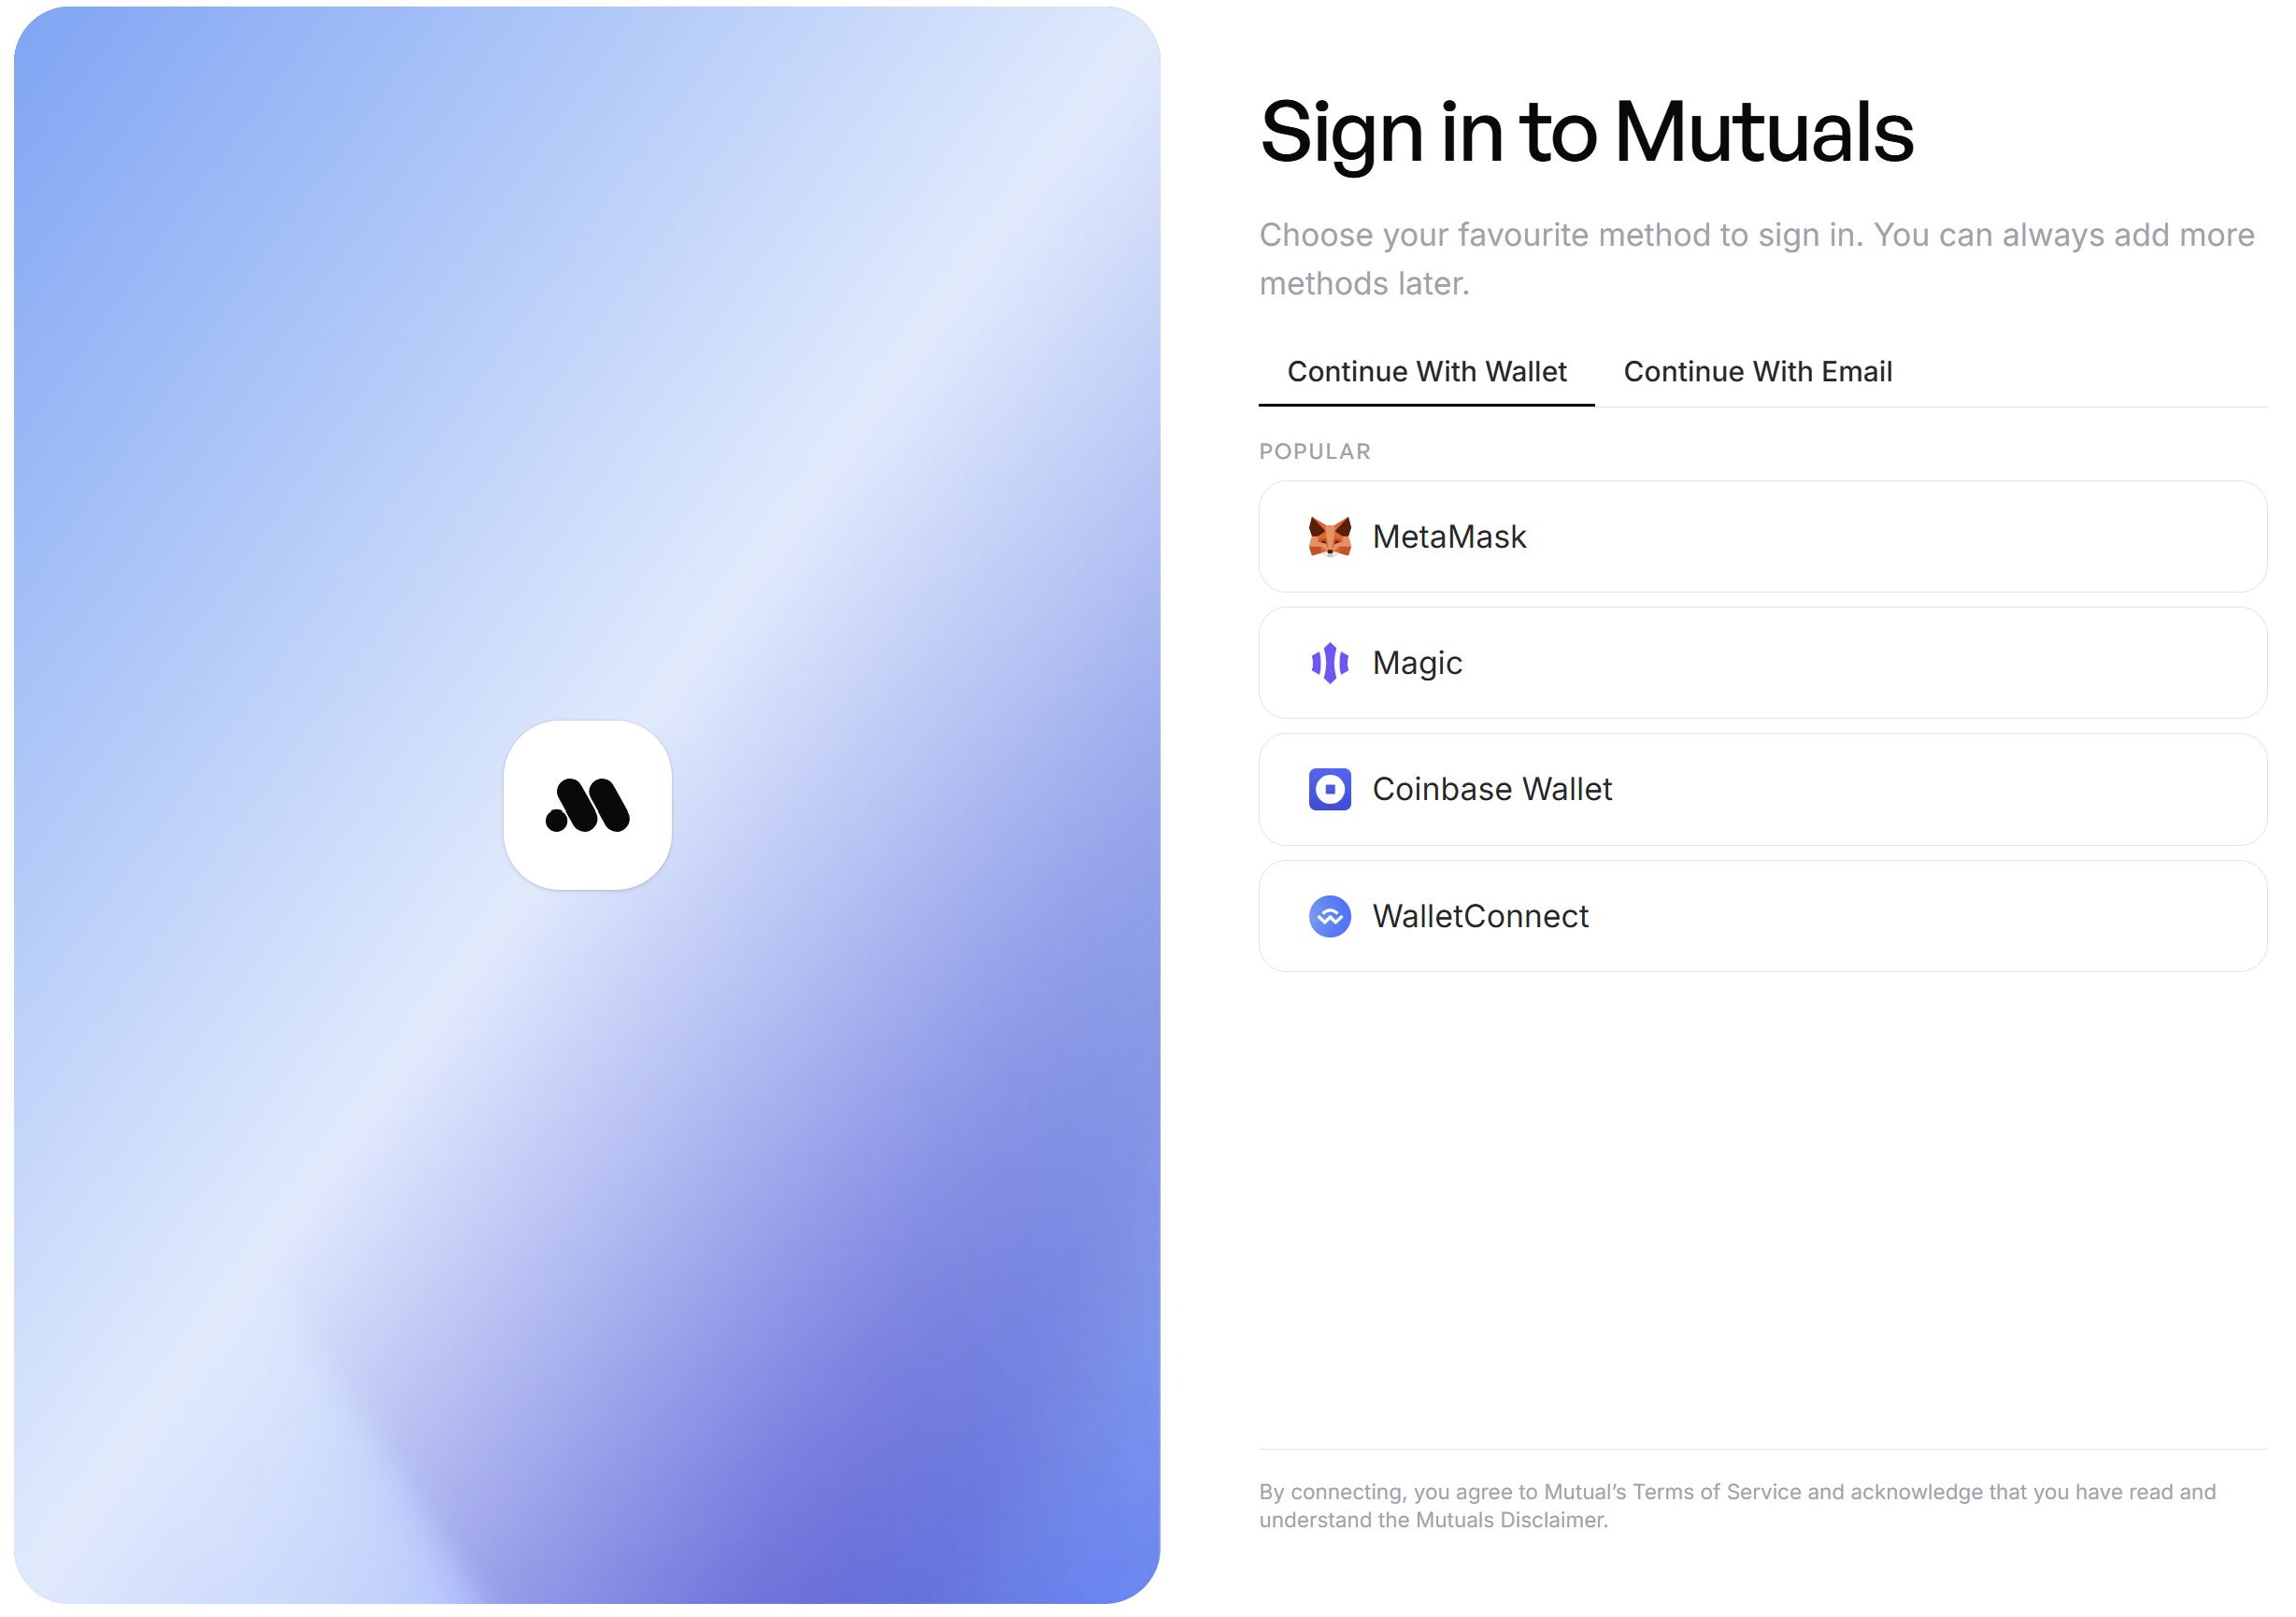 Sign in to Mutuals
Choose your favourite method to sign in. You can always add more
methods later.
Continue With Wallet
Continue With Email
POPULAR
MetaMask
Magic
Coinbase Wallet
WalletConnect
By connecting, you agree to Mutual’s Terms of Service and acknowledge that you have read and
understand the Mutuals Disclaimer.